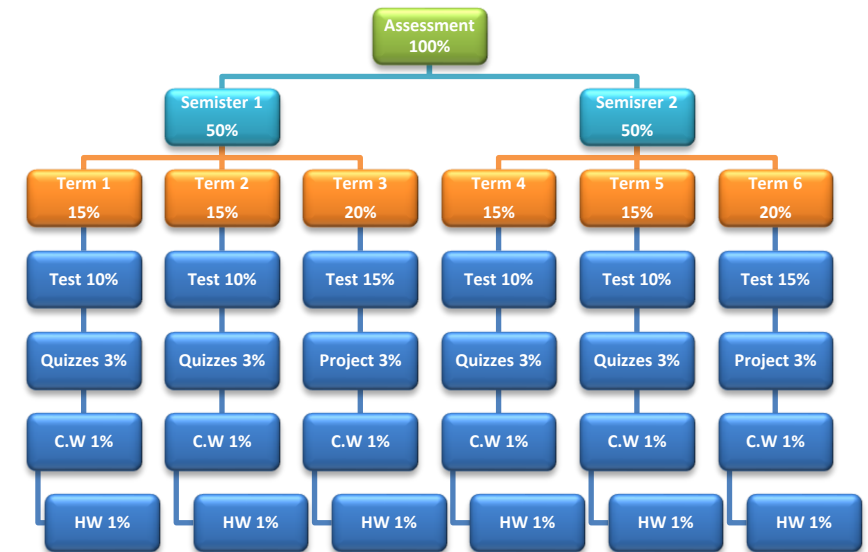 Assessment
100%
Semister 1
50%
Semisrer 2
50%
Term 1
15%
Term 2
15%
Term 3
20%
Term 4
15%
Term 5
15%
Term 6
20%
Test 10%
Test 10%
Test 15%
Test 10%
Test 10%
Test 15%
Quizzes 3%
Quizzes 3%
Project 3%
Quizzes 3%
Quizzes 3%
Project 3%
C.W 1%
C.W 1%
C.W 1%
C.W 1%
C.W 1%
C.W 1%
HW 1%
HW 1%
HW 1%
HW 1%
HW 1%
HW 1%